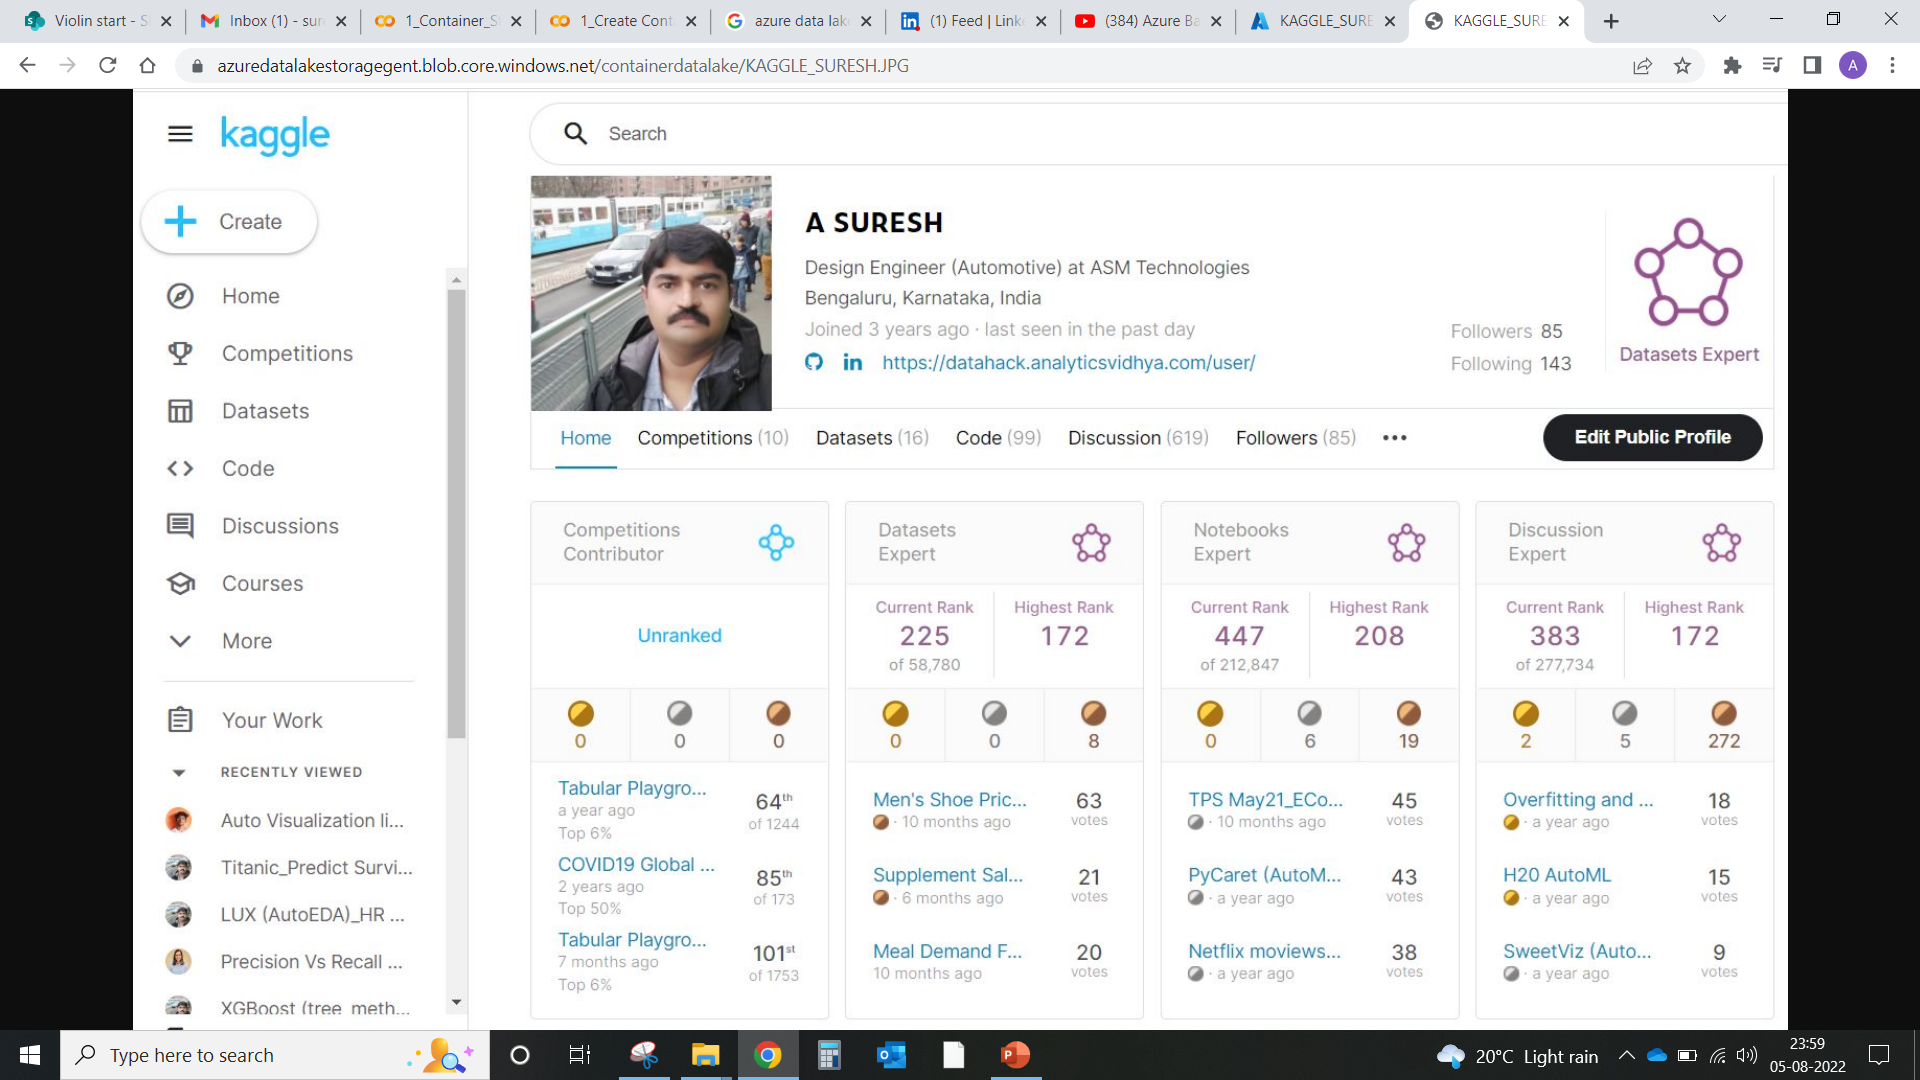 Violin start - S
Inbox (1) - sur
1_Container_S
1_Create Cont
azure data lak
(1) Feed | Link
(384) Azure Ba
KAGGLE_SURE
KAGGLE_SURE
azuredatalakestoragegent.blob.core.windows.net/containerdatalake/KAGGLE_SURESH.JPG
A
kaggle
Search
Create
Home
Competitions
Datasets
Code
Discussions
Courses
More
Your Work
RECENTLY VIEWED
Auto Visualization li...
Titanic_Predict Survi...
LUX (AutoEDA)_HR ...
Precision Vs Recall ...
XGBoost (tree_meth...
A SURESH
Design Engineer (Automotive) at ASM Technologies
Bengaluru, Karnataka, India
Joined 3 years ago · last seen in the past day
in https://datahack.analyticsvidhya.com/user/
Followers 85
Following 143
Datasets Expert
Home Competitions (10) Datasets (16) Code (99) Discussion (619) Followers (85) •••
Edit Public Profile
Competitions
Contributor
Unranked
0 0 0
Tabular Playgro...
a year ago
Top 6%
64th
of 1244
COVID19 Global ...
2 years ago
Top 50%
85th
of 173
Tabular Playgro...
7 months ago
Top 6%
101st
of 1753
Datasets
Expert
Current Rank
225
of 58,780
Highest Rank
172
0 0 8
Men's Shoe Pric...
· 10 months ago
63
votes
Supplement Sal...
· 6 months ago
21
votes
Meal Demand F...
10 months ago
20
votes
Notebooks
Expert
Current Rank
447
of 212,847
Highest Rank
208
0 6 19
TPS May21_ECo...
· 10 months ago
45
votes
PyCaret (AutoM...
· a year ago
43
votes
Netflix moviews...
· a year ago
38
votes
Discussion
Expert
Current Rank
383
of 277,734
Highest Rank
172
2 5 272
Overfitting and ...
· a year ago
18
votes
H20 AutoML
· a year ago
15
votes
SweetViz (Auto...
· a year ago
9
votes
Type here to search
20°C Light rain
23:59
05-08-2022